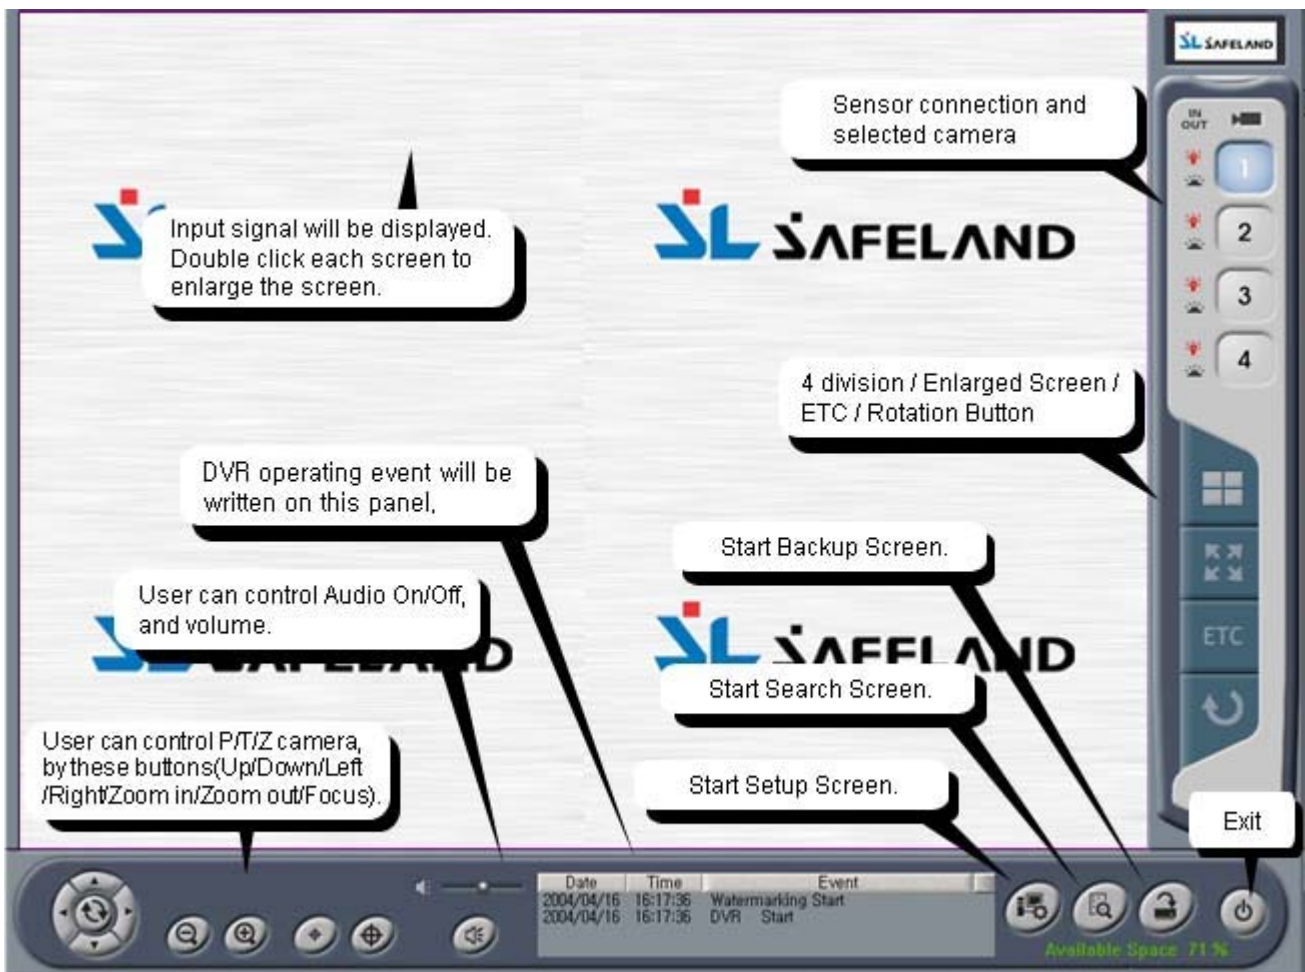 SL SAFELAND
Sensor connection and
selected camera
IN
OUT
1
Input signal will be displayed.
Double click each screen to
enlarge the screen.
SL SAFELAND
2
3
4
4 division / Enlarged Screen /
ETC / Rotation Button
DVR operating event will be
written on this panel,
Start Backup Screen.
User can control Audio On/Off,
and volume.
ETC
SL SAFELAND
SL SAFELAND
Start Search Screen.
User can control P/T/Z camera,
by these buttons(Up/Down/Left
/Right/Zoom in/Zoom out/Focus).
Start Setup Screen.
Exit
Date Time Event
2004/04/16 16:17:36 Watermarking Start
2004/04/16 16:17:36 DVR Start
Available Space 71 %